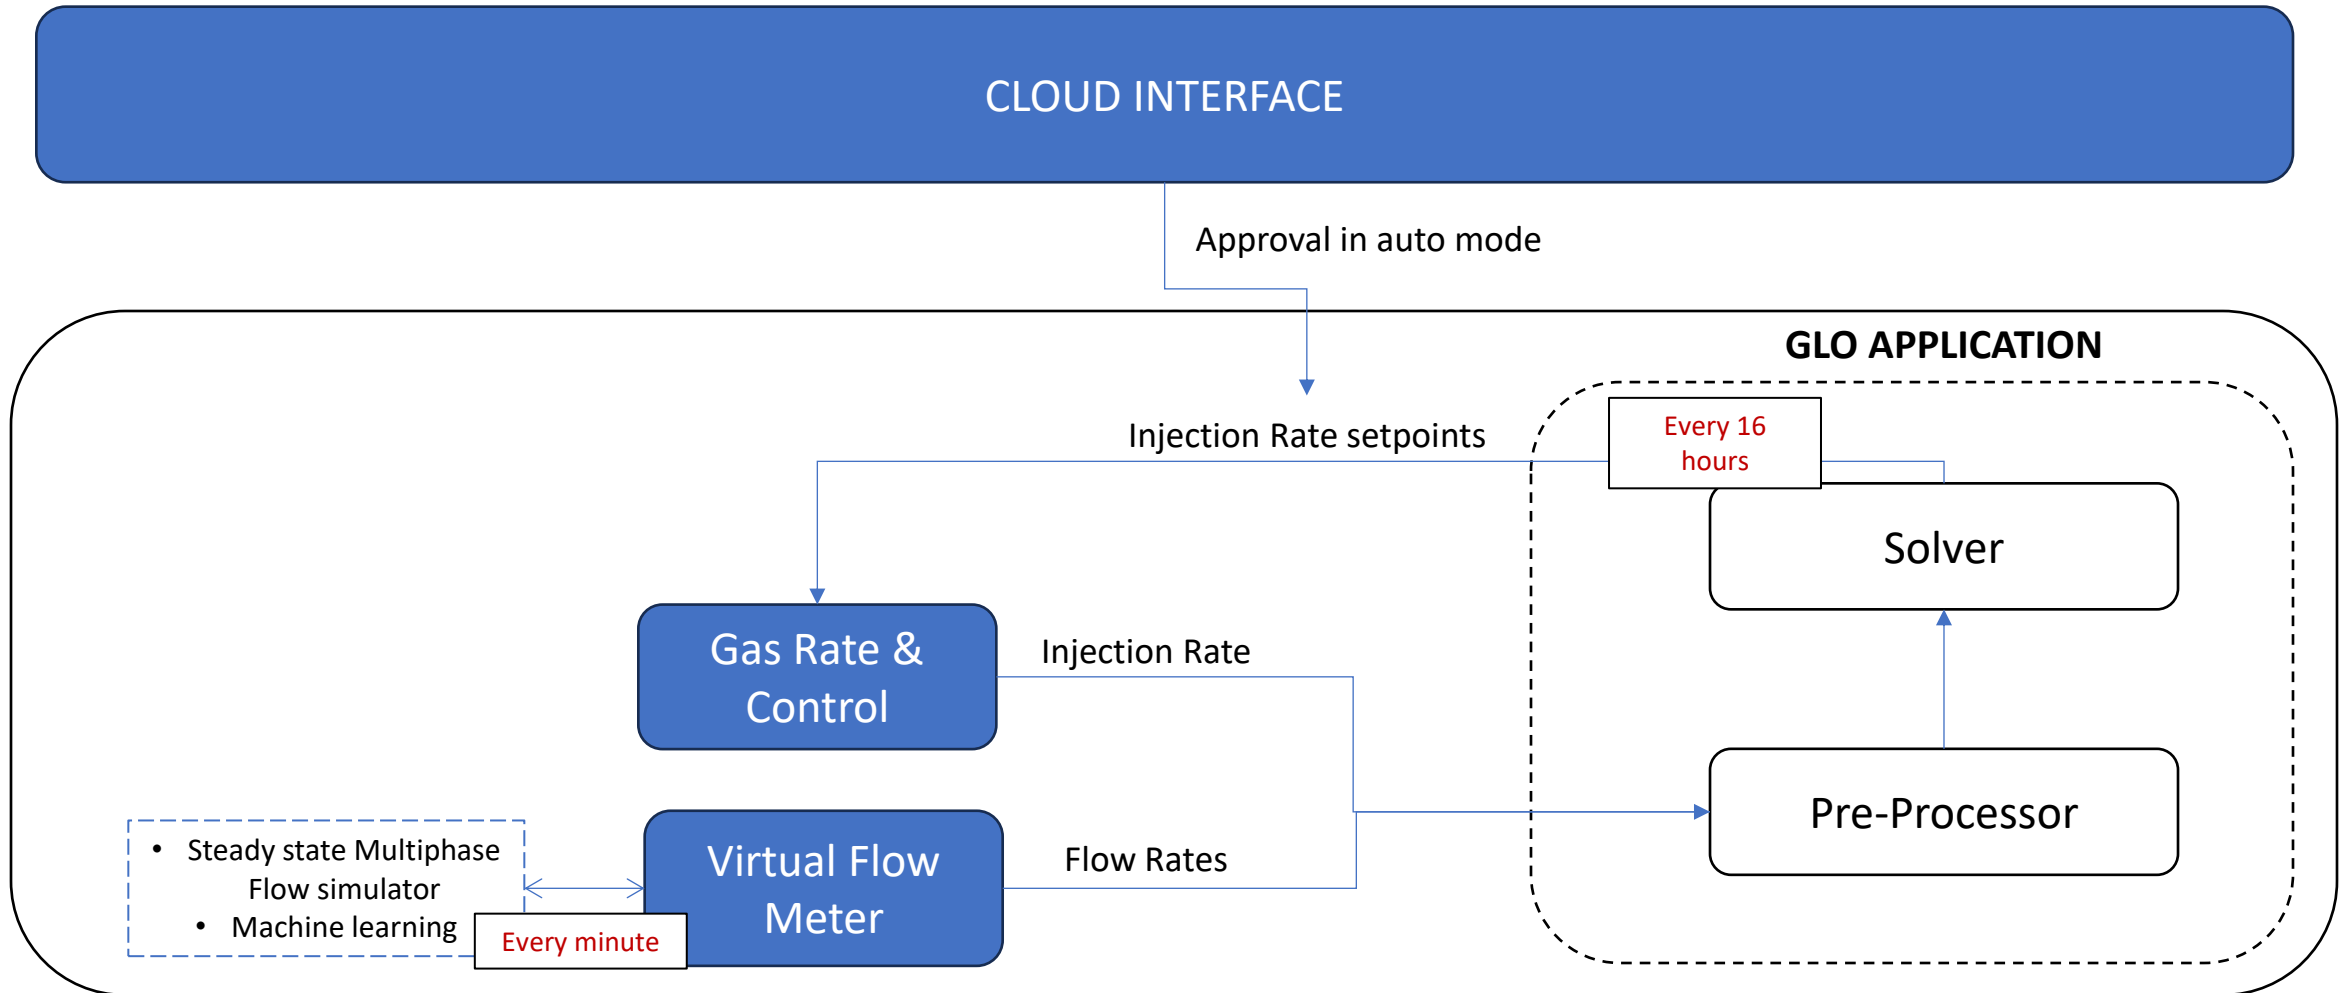 CLOUD INTERFACE
Approval in auto mode
GLO APPLICATION
Injection Rate setpoints
Every 16
hours
Solver
Gas Rate &
Control
Injection Rate
Pre-Processor
• Steady state Multiphase
Flow simulator
• Machine learning
Every minute
Virtual Flow
Meter
Flow Rates